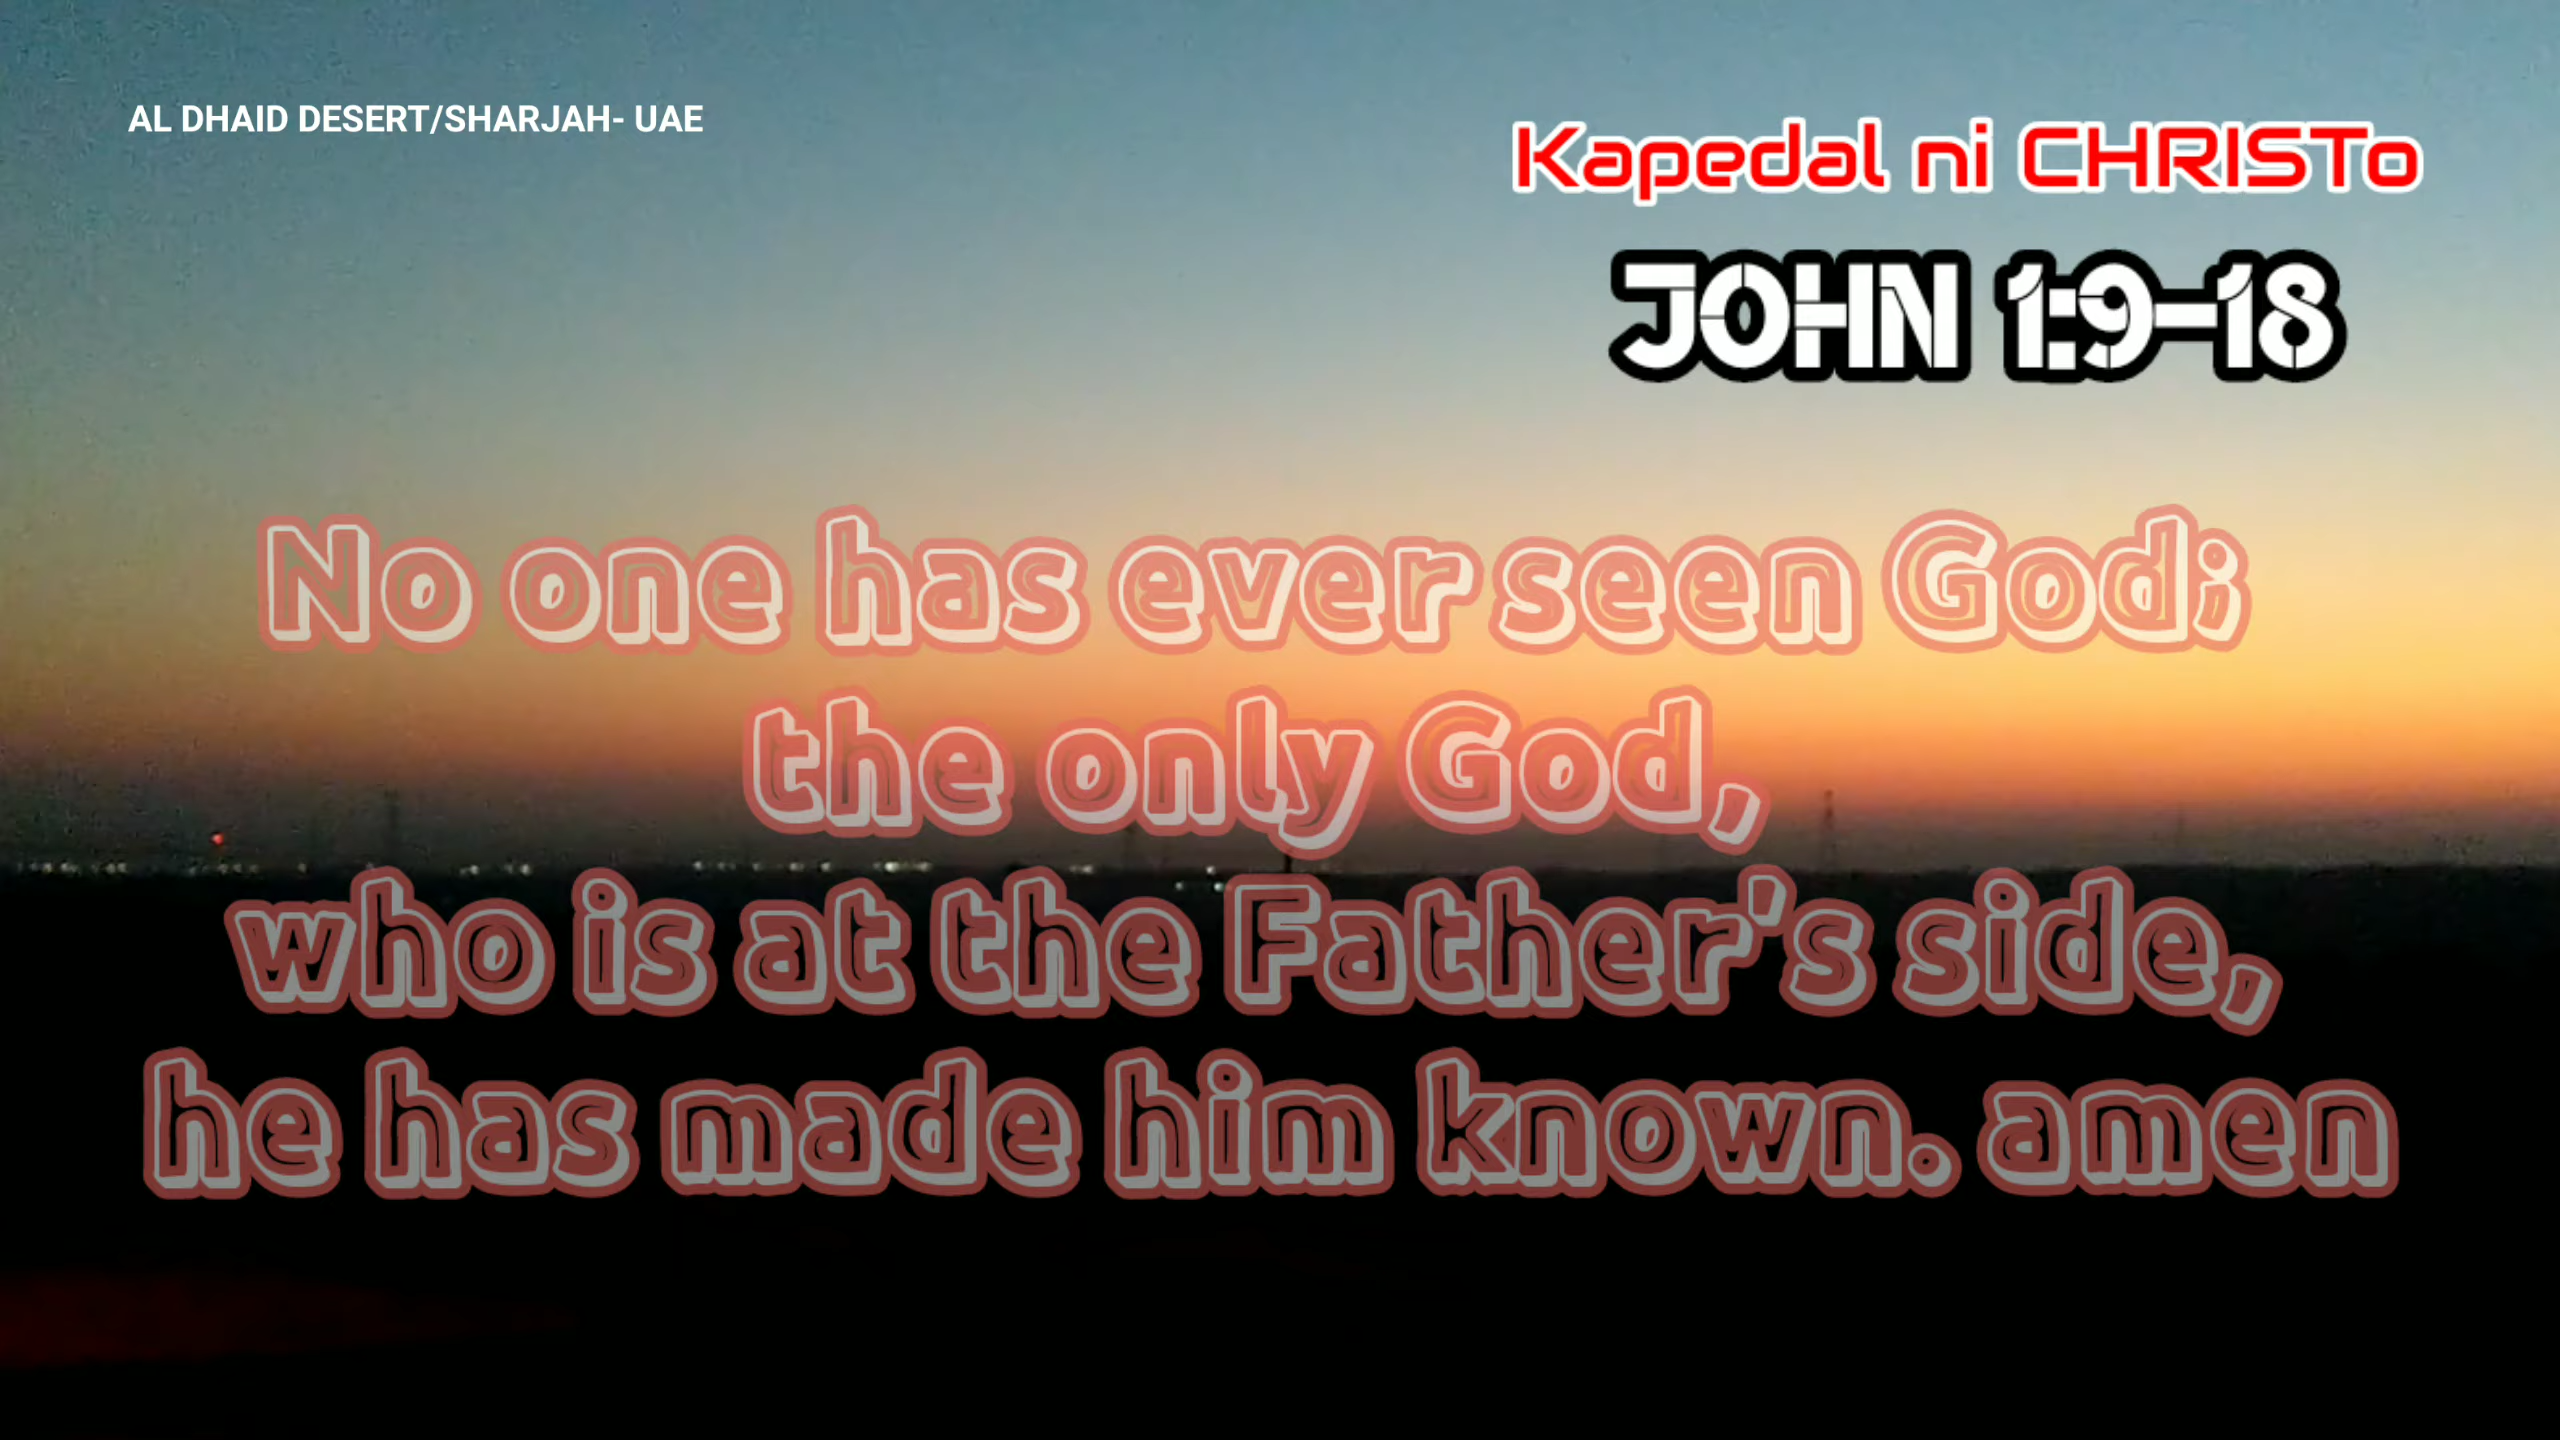 AL DHAID DESERT/SHARJAH- UAE
Kapedal ni CHRISTo
JOHN 1:9-18
No one has ever seen God;
the only God,
who is at the Father's side,
he has made him known. amen